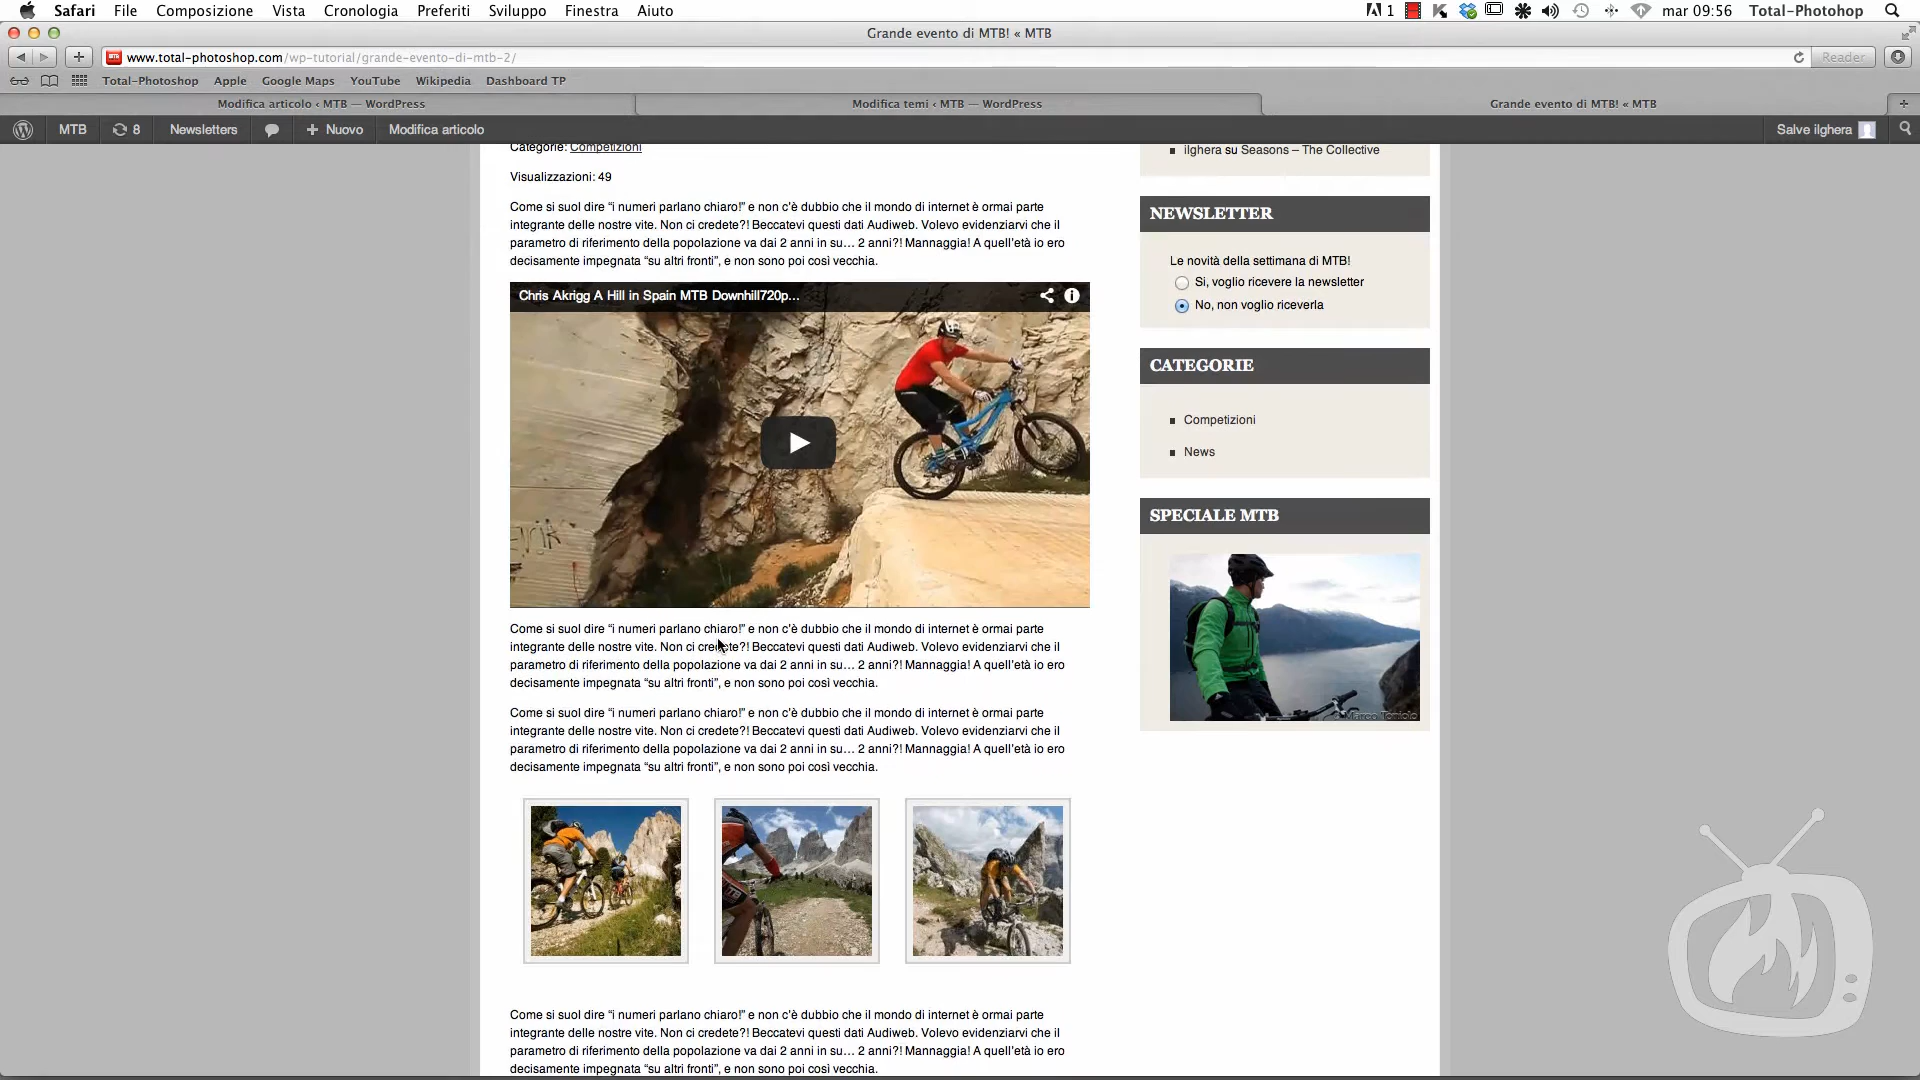 Safari File Composizione Vista Cronologia Preferiti Sviluppo Finestra Aiuto 1 mar 09:56 Total-Photohop
Grande evento di MTB! « MTB
www.total-photoshop.com/wp-tutorial/grande-evento-di-mtb-2/ Reader
Total-Photoshop Apple Google Maps YouTube Wikipedia Dashboard TP
Modifica articolo ‹ MTB — WordPress Modifica temi ‹ MTB — WordPress Grande evento di MTB! « MTB
MTB 8 Newsletters + Nuovo Modifica articolo Salve ilghera
Categorie: Competizioni
Visualizzazioni: 49
Come si suol dire “i numeri parlano chiaro!” e non c’è dubbio che il mondo di internet è ormai parte
integrante delle nostre vite. Non ci credete?! Beccatevi questi dati Audiweb. Volevo evidenziarvi che il
parametro di riferimento della popolazione va dai 2 anni in su… 2 anni?! Mannaggia! A quell’età io ero
decisamente impegnata “su altri fronti”, e non sono poi così vecchia.
Chris Akrigg A Hill in Spain MTB Downhill720p...
Come si suol dire “i numeri parlano chiaro!” e non c’è dubbio che il mondo di internet è ormai parte
integrante delle nostre vite. Non ci credete?! Beccatevi questi dati Audiweb. Volevo evidenziarvi che il
parametro di riferimento della popolazione va dai 2 anni in su… 2 anni?! Mannaggia! A quell’età io ero
decisamente impegnata “su altri fronti”, e non sono poi così vecchia.
Come si suol dire “i numeri parlano chiaro!” e non c’è dubbio che il mondo di internet è ormai parte
integrante delle nostre vite. Non ci credete?! Beccatevi questi dati Audiweb. Volevo evidenziarvi che il
parametro di riferimento della popolazione va dai 2 anni in su… 2 anni?! Mannaggia! A quell’età io ero
decisamente impegnata “su altri fronti”, e non sono poi così vecchia.
Come si suol dire “i numeri parlano chiaro!” e non c’è dubbio che il mondo di internet è ormai parte
integrante delle nostre vite. Non ci credete?! Beccatevi questi dati Audiweb. Volevo evidenziarvi che il
parametro di riferimento della popolazione va dai 2 anni in su… 2 anni?! Mannaggia! A quell’età io ero
decisamente impegnata “su altri fronti”, e non sono poi così vecchia.
ilghera su Seasons – The Collective
NEWSLETTER
Le novità della settimana di MTB!
Si, voglio ricevere la newsletter
No, non voglio riceverla
CATEGORIE
Competizioni
News
SPECIALE MTB